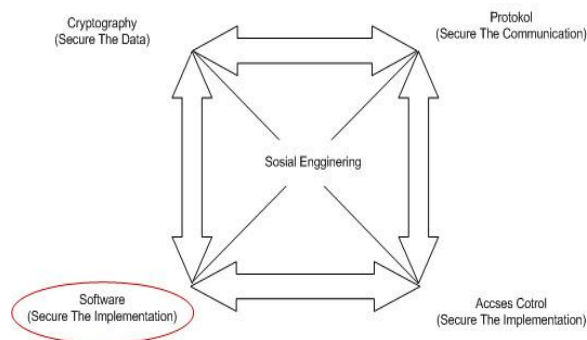 Cryptography
(Secure The Data)
Protokol
(Secure The Communication)
Sosial Engginering
Software
(Secure The Implementation)
Accses Cotrol
(Secure The Implementation)